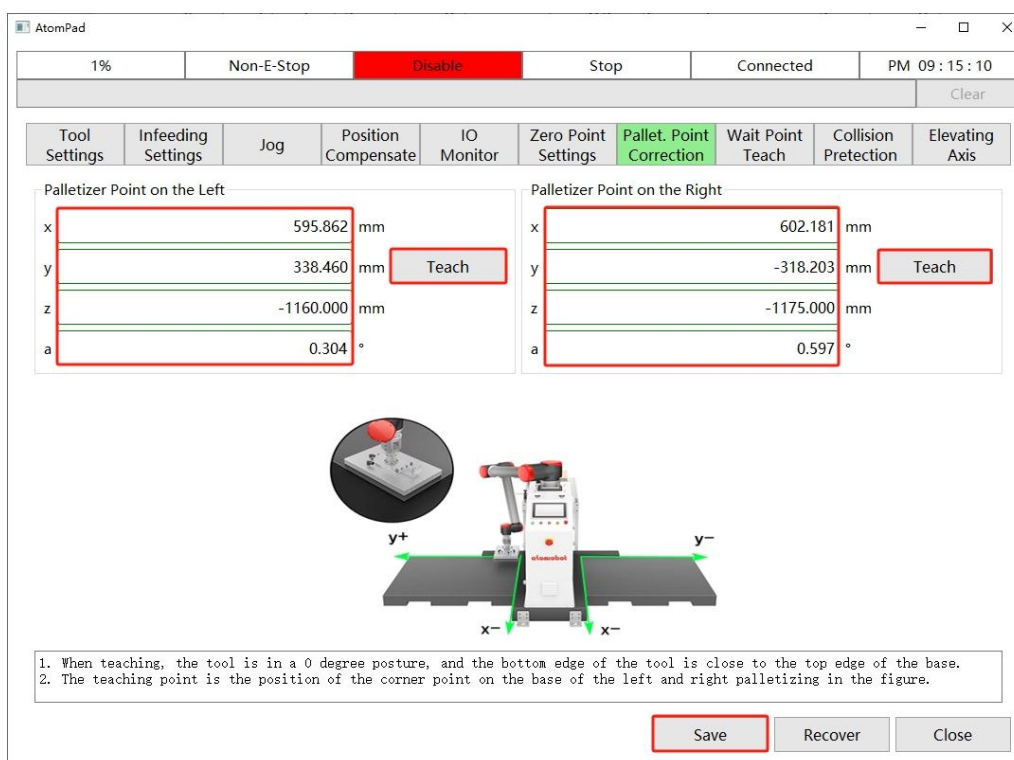 AtomPad
1% Non-E-Stop Disable Stop Connected PM 09 : 15 : 10
Clear
Tool Settings Infeeding Settings Jog Position Compensate IO Monitor Zero Point Settings Pallet. Point Correction Wait Point Teach Collision Pretection Elevating Axis
Palletizer Point on the Left Palletizer Point on the Right
x 595.862 mm x 602.181 mm
y 338.460 mm Teach y -318.203 mm Teach
z -1160.000 mm z -1175.000 mm
a 0.304 ° a 0.597 °
y+ y−
atomobot
x− x−
1. When teaching, the tool is in a 0 degree posture, and the bottom edge of the tool is close to the top edge of the base.
2. The teaching point is the position of the corner point on the base of the left and right palletizing in the figure.
Save Recover Close